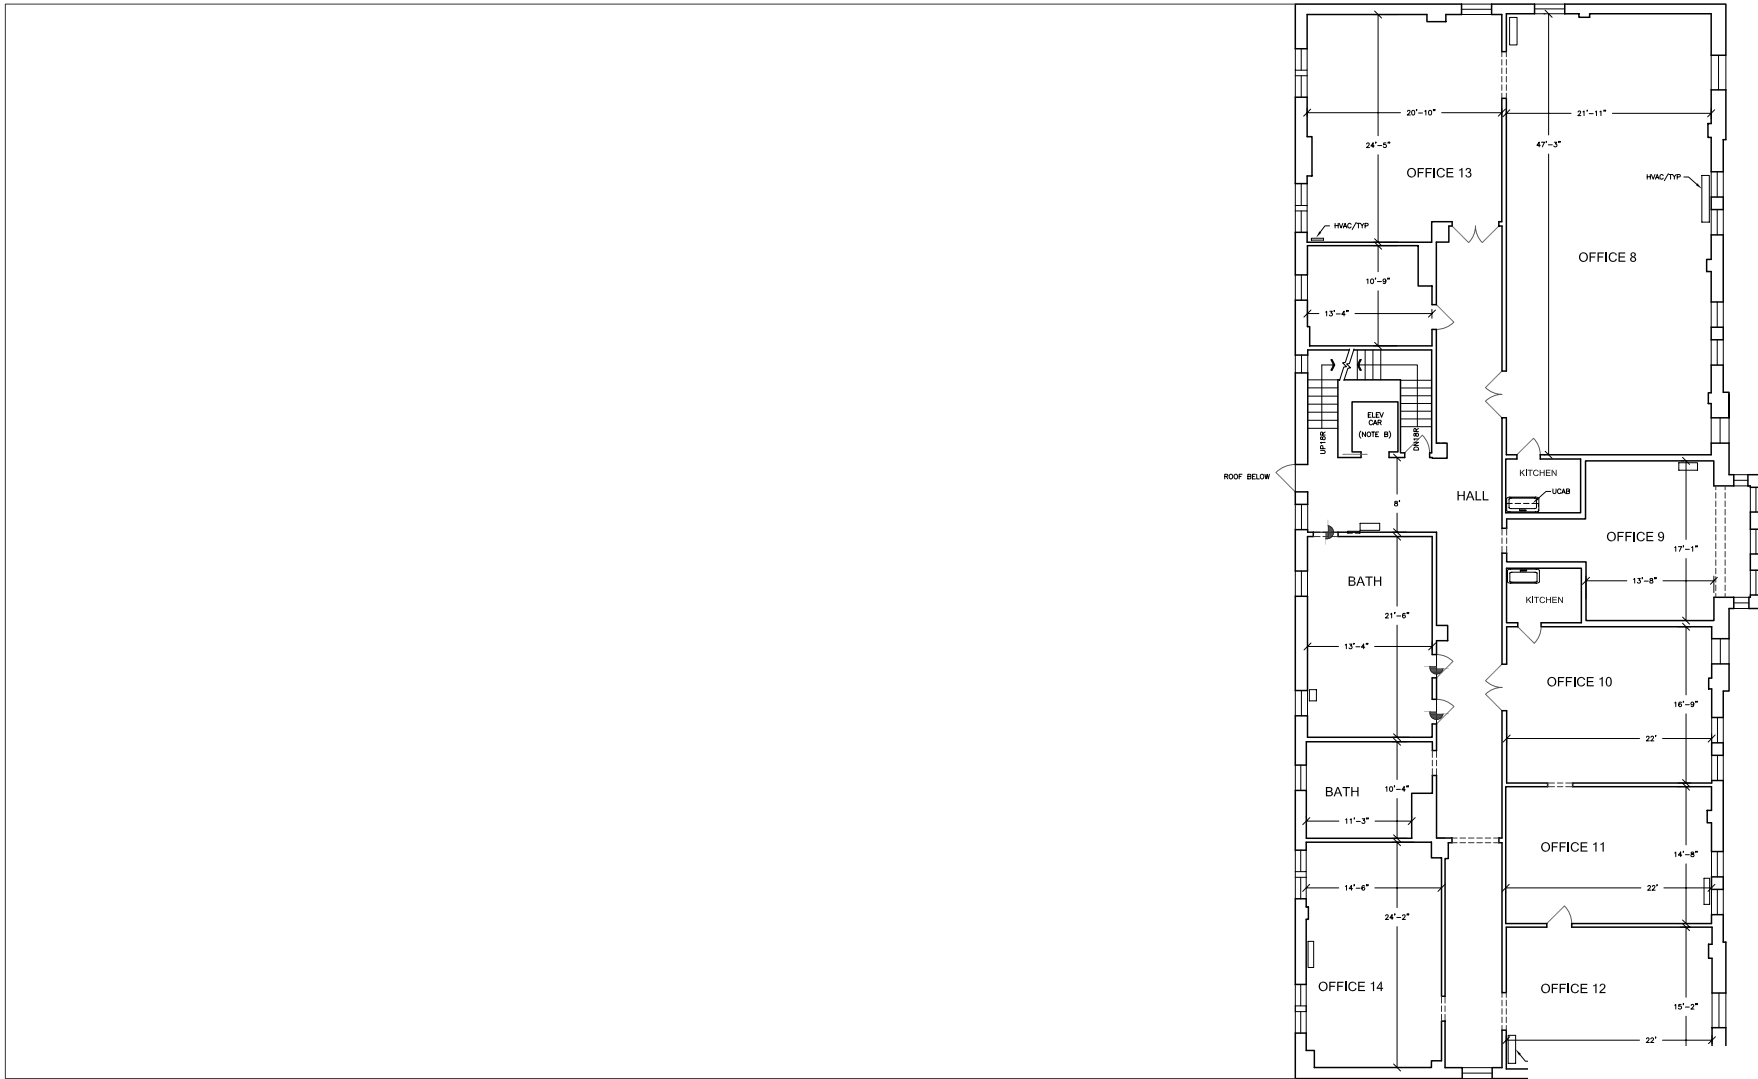 20'-10"
21'-11"
24'-5"
47'-3"
OFFICE 13
HVAC/TYP
HVAC/TYP
OFFICE 8
10'-9"
13'-4"
ELEV
CAR
(NOTE B)
UP18R
DN18R
ROOF BELOW
KITCHEN
UCAB
HALL
8'
OFFICE 9
17'-1"
13'-8"
BATH
KITCHEN
21'-6"
13'-4"
OFFICE 10
16'-9"
22'
BATH
10'-4"
11'-3"
OFFICE 11
14'-8"
22'
14'-6"
24'-2"
OFFICE 14
OFFICE 12
15'-2"
22'